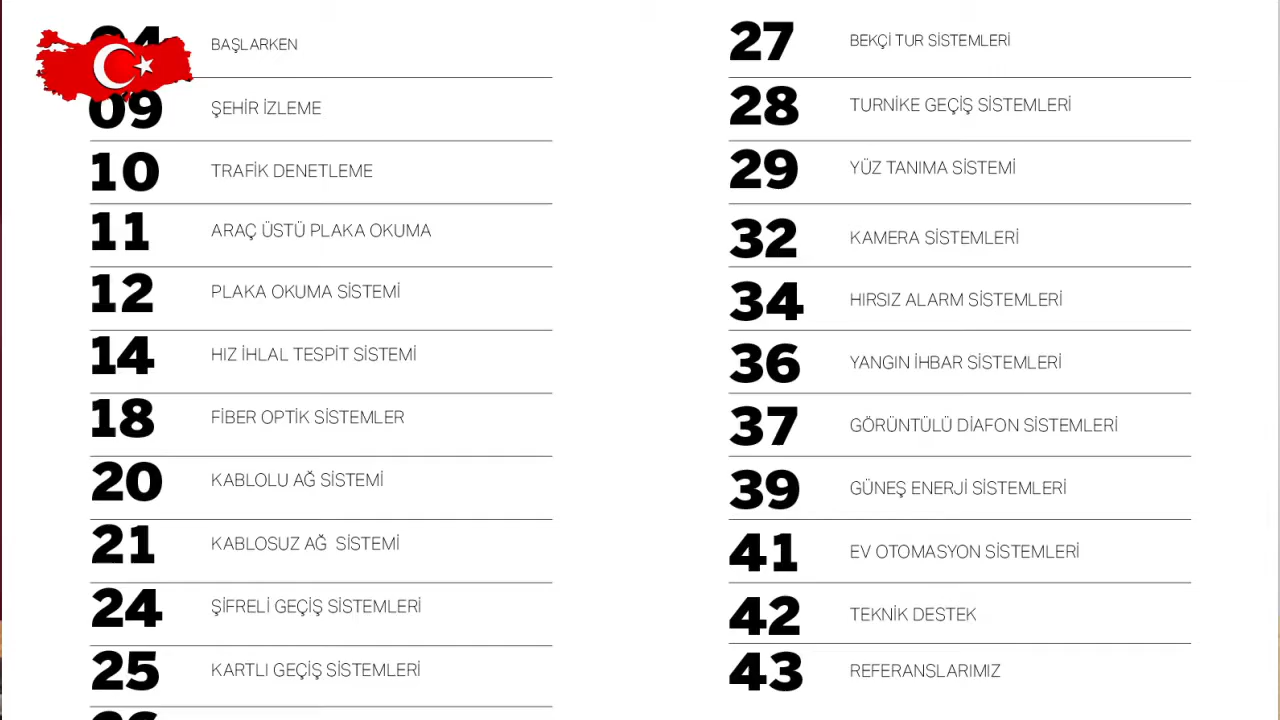 BAŞLARKEN
09 ŞEHİR İZLEME
10 TRAFİK DENETLEME
11 ARAÇ ÜSTÜ PLAKA OKUMA
12 PLAKA OKUMA SİSTEMİ
14 HIZ İHLAL TESPİT SİSTEMİ
18 FİBER OPTİK SİSTEMLER
20 KABLOLU AĞ SİSTEMİ
21 KABLOSUZ AĞ SİSTEMİ
24 ŞİFRELİ GEÇİŞ SİSTEMLERİ
25 KARTLI GEÇİŞ SİSTEMLERİ
27 BEKÇİ TUR SİSTEMLERİ
28 TURNİKE GEÇİŞ SİSTEMLERİ
29 YÜZ TANIMA SİSTEMİ
32 KAMERA SİSTEMLERİ
34 HIRSIZ ALARM SİSTEMLERİ
36 YANGIN İHBAR SİSTEMLERİ
37 GÖRÜNTÜLÜ DİAFON SİSTEMLERİ
39 GÜNEŞ ENERJİ SİSTEMLERİ
41 EV OTOMASYON SİSTEMLERİ
42 TEKNİK DESTEK
43 REFERANSLARIMIZ